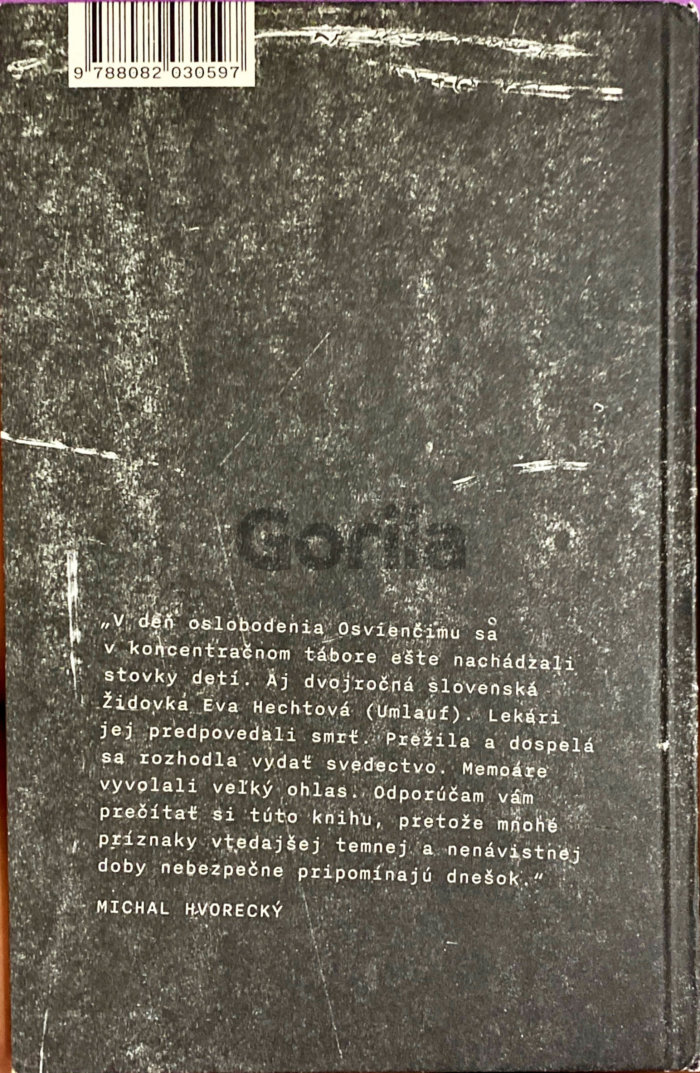 9 788082 030597
Gorila
„V deň oslobodenia Osvienčimu sa
v koncentračnom tábore ešte nachádzali
stovky detí. Aj dvojročná slovenská
Židovka Eva Hechtová (Umlauf). Lekári
jej predpovedali smrť. Prežila a dospelá
sa rozhodla vydať svedectvo. Memoáre
vyvolali veľký ohlas. Odporúčam vám
prečítať si túto knihu, pretože mnohé
príznaky vtedajšej temnej a nenávistnej
doby nebezpečne pripomínajú dnešok.“
MICHAL HVORECKÝ